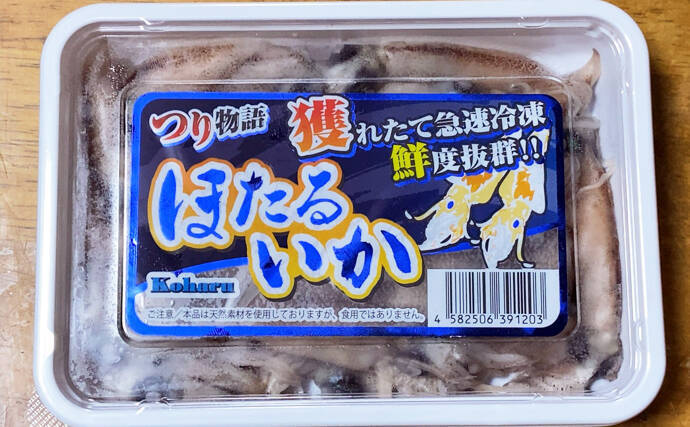 つり物語
獲れたて急速冷凍
鮮度抜群!!
ほたる
いか
Koharu
ご注意／本品は天然素材を使用しておりますが、食用ではありません。
4 582506 391203